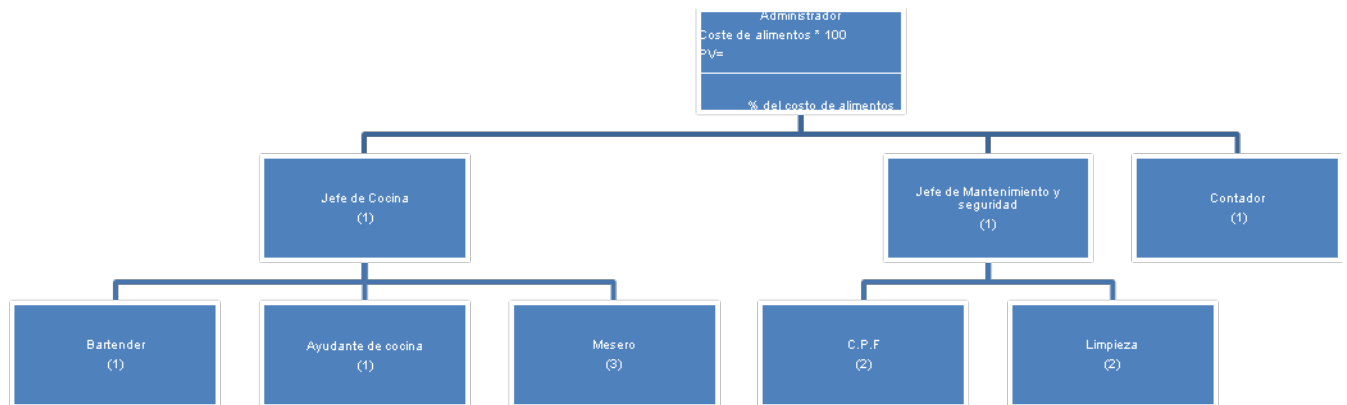 Administrador
Coste de alimentos * 100
PV=
% del costo de alimentos
Jefe de Cocina
(1)
Jefe de Mantenimiento y
seguridad
(1)
Contador
(1)
Bartender
(1)
Ayudante de cocina
(1)
Mesero
(3)
C.P.F
(2)
Limpieza
(2)